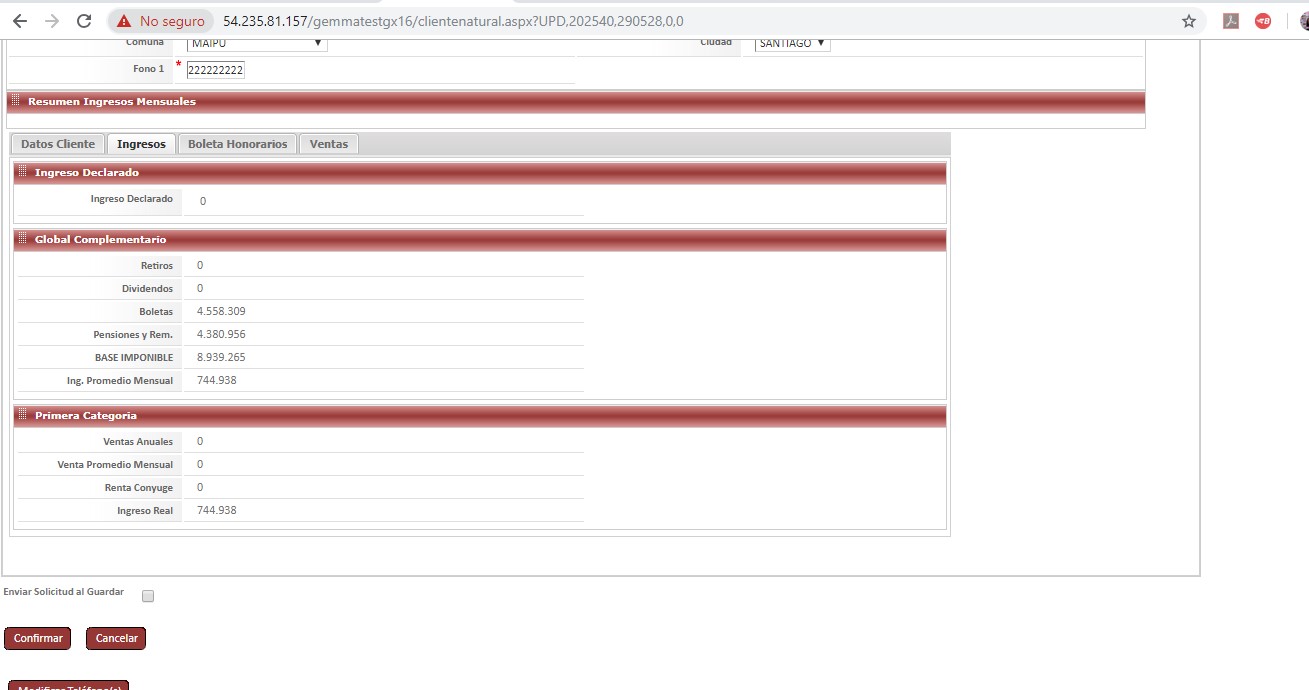 No seguro 54.235.81.157/gemmatestgx16/clientenatural.aspx?UPD,202540,290528,0,0
Comuna MAIPU Ciudad SANTIAGO
Fono 1 * 222222222
Resumen Ingresos Mensuales
Datos Cliente Ingresos Boleta Honorarios Ventas
Ingreso Declarado
Ingreso Declarado 0
Global Complementario
Retiros 0
Dividendos 0
Boletas 4.558.309
Pensiones y Rem. 4.380.956
BASE IMPONIBLE 8.939.265
Ing. Promedio Mensual 744.938
Primera Categoria
Ventas Anuales 0
Venta Promedio Mensual 0
Renta Conyuge 0
Ingreso Real 744.938
Enviar Solicitud al Guardar
Confirmar Cancelar
Modificar Teléfono(s)